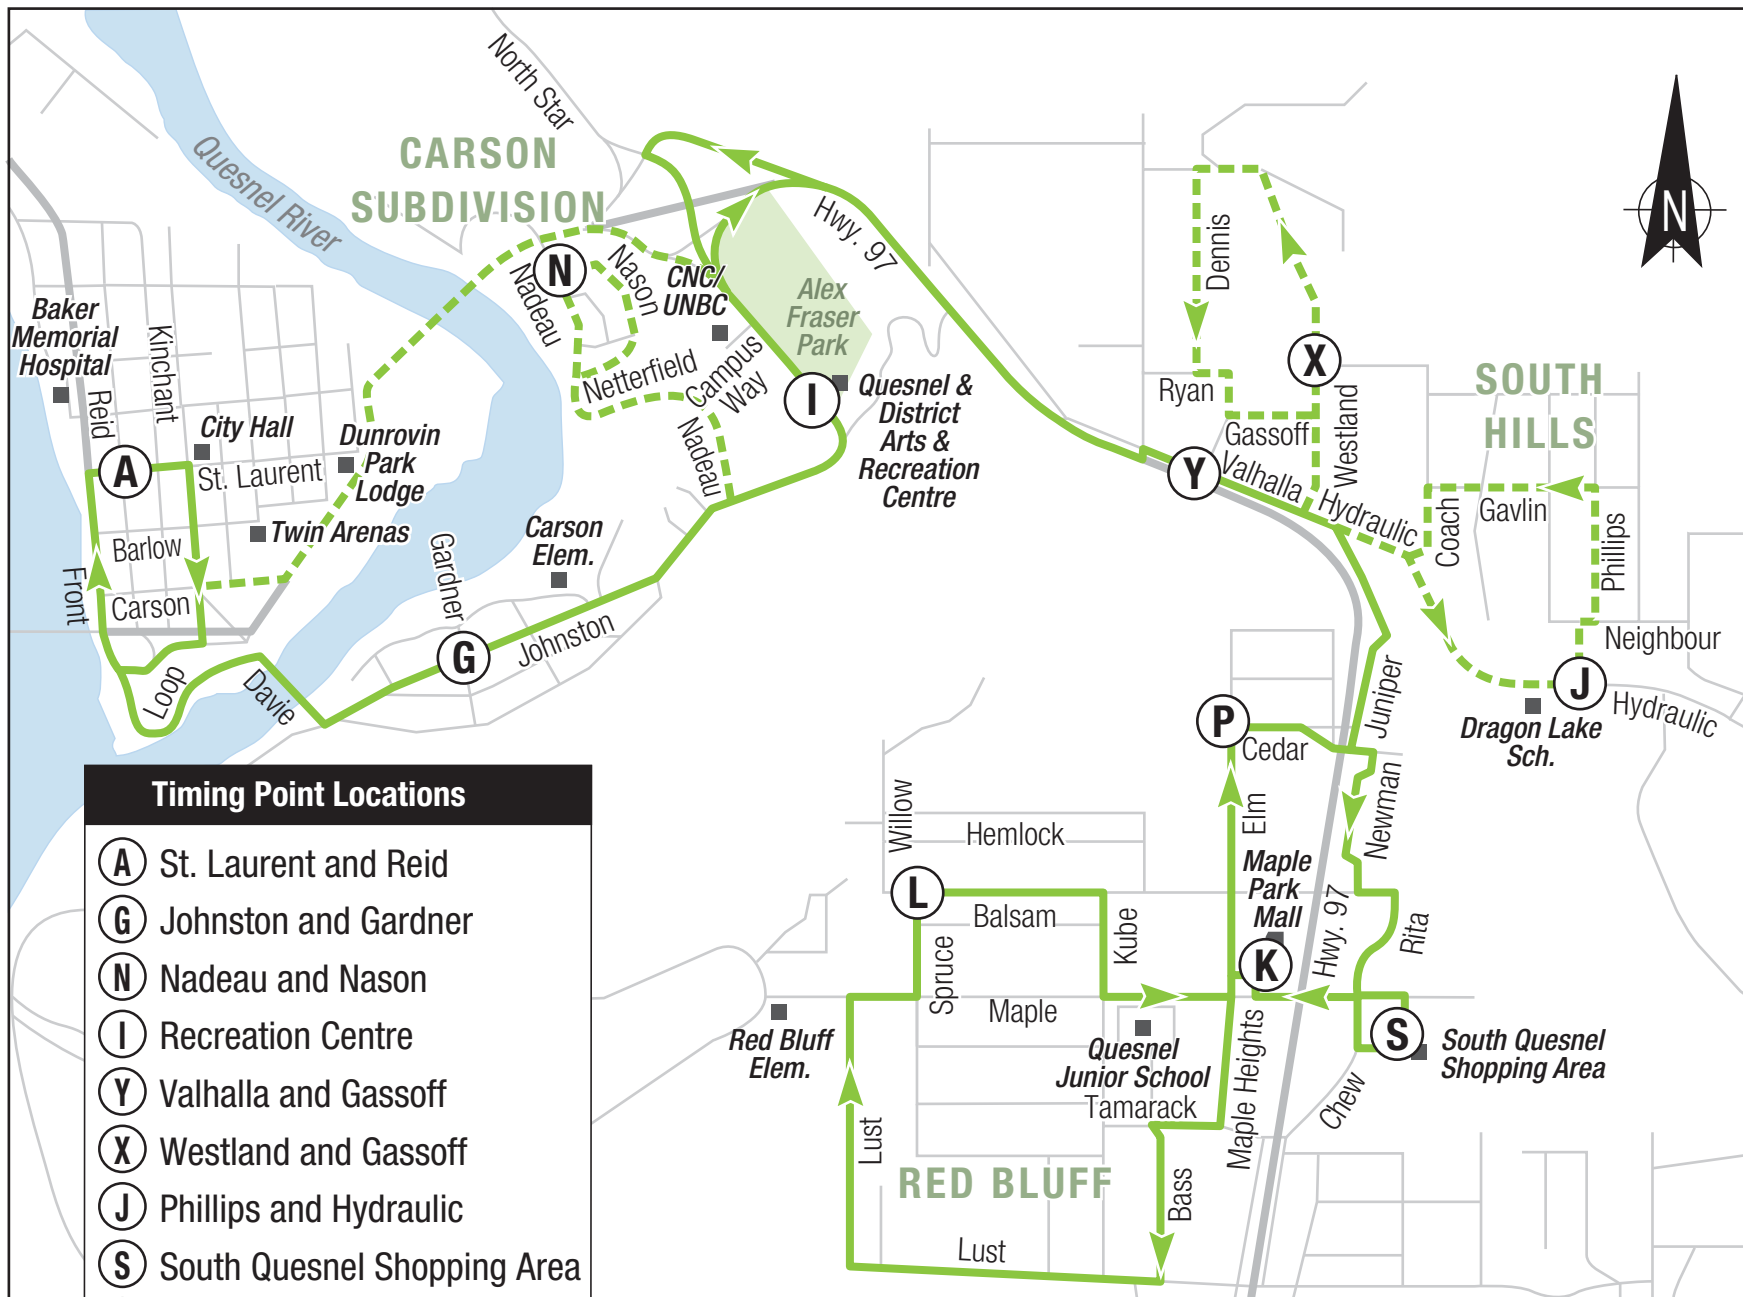 North Star
Quesnel River
CARSON
SUBDIVISION
Hwy. 97
N
Baker
Memorial
Hospital
Kinchant
Reid
City Hall
A
St. Laurent
Dunrovin
Park
Lodge
Twin Arenas
Barlow
Front
Carson
Loop
Davie
N
Nason
Nadeau
CNC/
UNBC
Netterfield
Campus
Way
Nadeau
Alex
Fraser
Park
I
Quesnel &
District
Arts &
Recreation
Centre
Carson
Elem.
Gardner
G
Johnston
Dennis
Ryan
Gassoff
X
Westland
Y
Valhalla
Hydraulic
SOUTH
HILLS
Coach
Gavlin
Phillips
Neighbour
J
Hydraulic
Dragon Lake
Sch.
Juniper
P
Cedar
Newman
Elm
Willow
Hemlock
Maple
Park
Mall
L
Balsam
Kube
K
Hwy. 97
Rita
Spruce
Maple
Red Bluff
Elem.
Quesnel
Junior School
Tamarack
Maple Heights
S
South Quesnel
Shopping Area
Chew
Lust
RED BLUFF
Bass
Lust
Timing Point Locations
A St. Laurent and Reid
G Johnston and Gardner
N Nadeau and Nason
I Recreation Centre
Y Valhalla and Gassoff
X Westland and Gassoff
J Phillips and Hydraulic
S South Quesnel Shopping Area